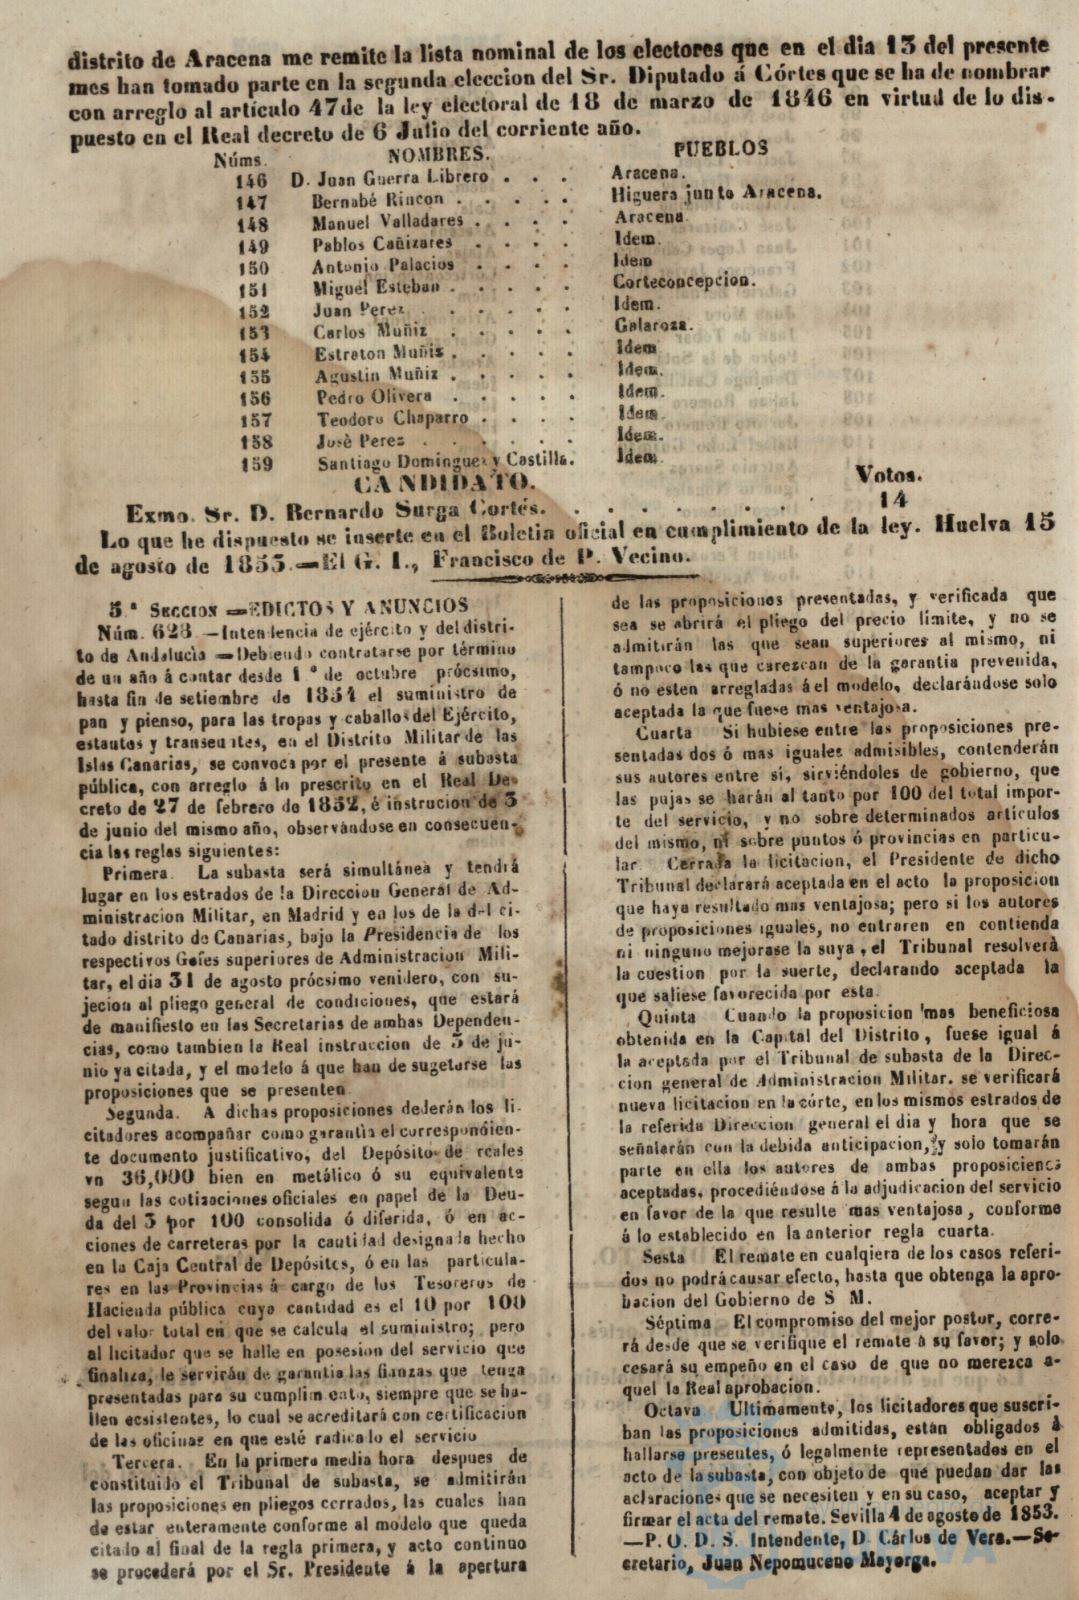 distrito de Aracena me remite la lista nominal de los electores que en el dia 13 del presente
mes han tomado parte en la segunda eleccion del Sr. Diputado á Córtes que se ha de nombrar
con arreglo al artículo 47 de la ley electoral de 18 de marzo de 1846 en virtud de lo dis-
puesto en el Real decreto de 6 Julio del corriente año.
Núms. NOMBRES. PUEBLOS
146 D. Juan Guerra Librero . . . Aracena.
147 Bernabé Rincon . . . . . Higuera junto Aracena.
148 Manuel Valladares . . . . Aracena
149 Pablos Cañizares . . . . Idem.
150 Antonio Palacios . . . . Idem
151 Miguel Esteban . . . . . Corteconcepcion.
152 Juan Perez . . . . . Idem.
153 Carlos Muñiz . . . . . Galaroza.
154 Estraton Muñiz . . . . . Idem
155 Agustin Muñiz . . . . . Idem.
156 Pedro Olivera . . . . . Idem.
157 Teodoro Chaparro . . . . Idem.
158 Josè Perez . . . . . . Idem.
159 Santiago Dominguez y Castilla. Idem.
CANDIDATO. Votos.
Exmo. Sr. D. Bernardo Surga Cortés. . . . . . . . 14
Lo que he dispuesto se inserte en el Boletin oficial en cumplimiento de la ley. Huelva 15
de agosto de 1853.—El G. I., Francisco de P. Vecino.
5.ª SECCION —EDICTOS Y ANUNCIOS
Núm. 623.—Intendencia de ejército y del distri-
to de Andalucìa —Debiendo contratarse por término
de un año á contar desde 1.º de octubre prócsimo,
hasta fin de setiembre de 1854 el suministro de
pan y pienso, para las tropas y caballos del Ejército,
estantes y transeuntes, en el Distrito Militar de las
Islas Canarias, se convoca por el presente á subasta
pública, con arreglo á lo prescrito en el Real De-
creto de 27 de febrero de 1852, é instrucion de 3
de junio del mismo año, observándose en consecuen-
cia las reglas siguientes:
Primera. La subasta será simultánea y tendrá
lugar en los estrados de la Direccion General de Ad-
ministracion Militar, en Madrid y en los de la del ci-
tado distrito de Canarias, bajo la Presidencia de los
respectivos Gefes superiores de Administracion Mili-
tar, el dia 31 de agosto prócsimo venidero, con su-
jecion al pliego general de condiciones, que estará
de manifiesto en las Secretarias de ambas Dependen-
cias, como tambien la Real instruccion de 3 de ju-
nio ya citada, y el modelo á que han de sugetarse las
proposiciones que se presenten.
Segunda. A dichas proposiciones deberán los li-
citadores acompañar como garantìa el correspondien-
te documento justificativo, del Depósito de reales
vn 36,000 bien en metálico ó su equivalente
segun las cotizaciones oficiales en papel de la Deu-
da del 3 por 100 consolida ó diferida, ó en ac-
ciones de carreteras por la cantidad designada hecho
en la Caja Central de Depósitos, ó en las particula-
res en las Provincias á cargo de los Tesoreros de
Hacienda pública cuya cantidad es el 10 por 100
del valor total en que se calcula el suministro; pero
al licitador que se halle en posesion del servicio que
finaliza, le servirán de garantia las fianzas que tenga
presentadas para su cumplimiento, siempre que se ha-
llen ecsistentes, lo cual se acreditará con certificacion
de las oficinas en que esté radicado el servicio
Tercera. En la primera media hora despues de
constituido el Tribunal de subasta, se admitirán
las proposiciones en pliegos cerrados, las cuales han
de estar enteramente conforme al modelo que queda
citado al final de la regla primera, y acto continuo
se procederá por el Sr. Presidente á la apertura
de las proposiciones presentadas, y verificada que
sea se abrirá el pliego del precio límite, y no se
admitirán las que sean superiores al mismo, ni
tampoco las que carezcan de la garantia prevenida,
ó no esten arregladas á el modelo, declarándose solo
aceptada la que fuese mas ventajosa.
Cuarta Si hubiese entre las proposiciones pre-
sentadas dos ó mas iguales admisibles, contenderán
sus autores entre sí, sirviéndoles de gobierno, que
las pujas se harán al tanto por 100 del total impor-
te del servicio, y no sobre determinados artículos
del mismo, ni sobre puntos ó provincias en particu-
lar Cerrada la licitacion, el Presidente de dicho
Tribunal declarará aceptada en el acto la proposicion
que haya resultado mas ventajosa; pero si los autores
de proposiciones iguales, no entraren en contienda
ni ninguno mejorase la suya, el Tribunal resolverá
la cuestion por la suerte, declarando aceptada la
que saliese favorecida por esta.
Quinta Cuando la proposicion mas beneficiosa
obtenida en la Capital del Distrito, fuese igual á
la aceptada por el Tribunal de subasta de la Direc-
cion general de Administracion Militar. se verificará
nueva licitacion en la córte, en los mismos estrados de
la referida Direccion general el dia y hora que se
señalarán con la debida anticipacion, y solo tomarán
parte en ella los autores de ambas proposiciones
aceptadas, procediéndose á la adjudicacion del servicio
en favor de la que resulte mas ventajosa, conforme
á lo establecido en la anterior regla cuarta.
Sesta El remate en cualqiera de los casos referi-
dos no podrá causar efecto, hasta que obtenga la apro-
bacion del Gobierno de S M.
Séptima El compromiso del mejor postor, corre-
rá desde que se verifique el remate à su favor; y solo
cesará su empeño en el caso de que no merezca a-
quel la Real aprobacion.
Octava Ultimamente, los licitadores que suscri-
ban las proposiciones admitidas, están obligados á
hallarse presentes, ó legalmente representados en el
acto de la subasta, con objeto de que puedan dar las
aclaraciones que se necesiten y en su caso, aceptar y
firmar el acta del remate. Sevilla 4 de agosto de 1853.
—P. O. D. S. Intendente, D. Cárlos de Vera.—Se-
cretario, Juan Nepomuceno Mayorga.